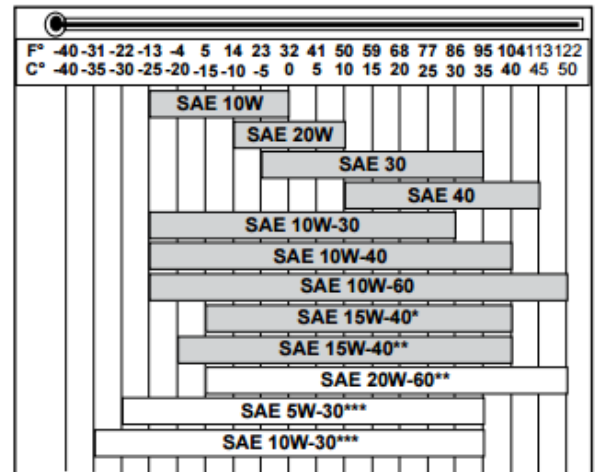 F° -40 -31 -22 -13 -4 5 14 23 32 41 50 59 68 77 86 95 104 113 122
C° -40 -35 -30 -25 -20 -15 -10 -5 0 5 10 15 20 25 30 35 40 45 50
SAE 10W
SAE 20W
SAE 30
SAE 40
SAE 10W-30
SAE 10W-40
SAE 10W-60
SAE 15W-40*
SAE 15W-40**
SAE 20W-60**
SAE 5W-30***
SAE 10W-30***